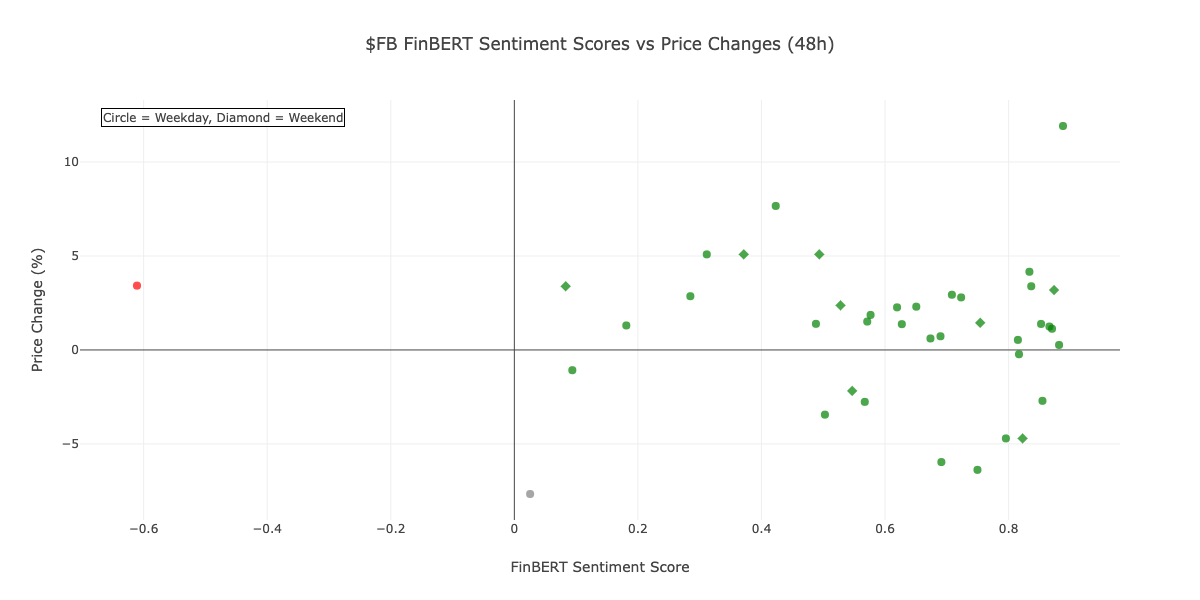 $FB FinBERT Sentiment Scores vs Price Changes (48h)
Circle = Weekday, Diamond = Weekend
10
5
0
−5
Price Change (%)
−0.6 −0.4 −0.2 0 0.2 0.4 0.6 0.8
FinBERT Sentiment Score